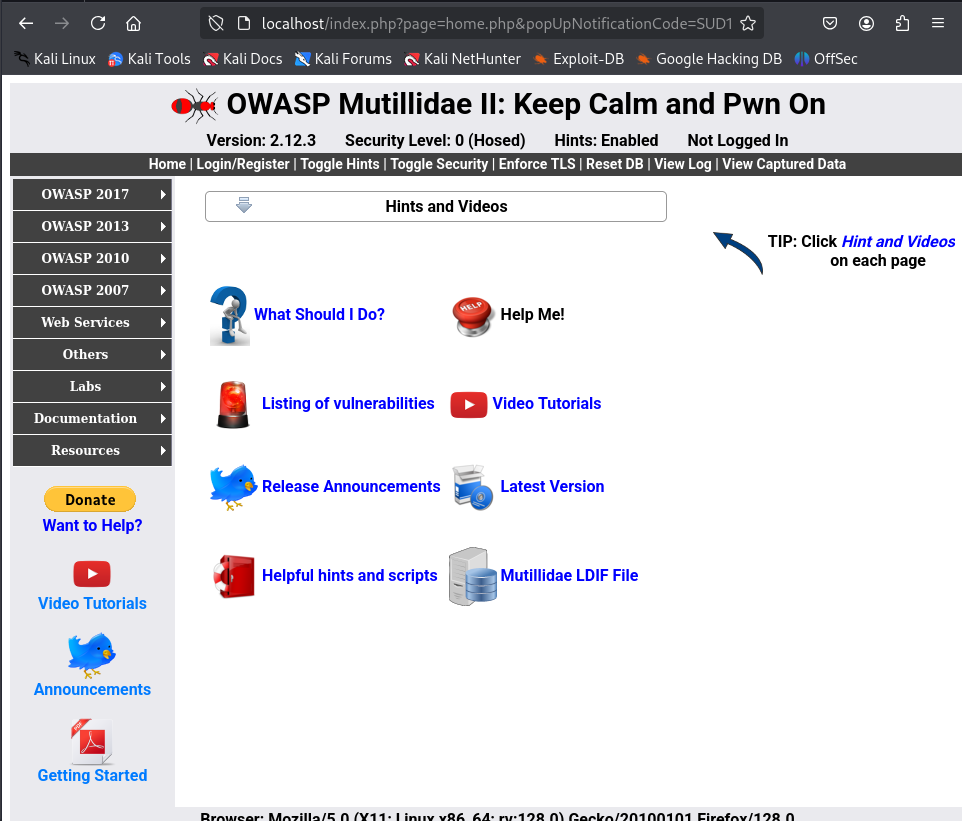 localhost/index.php?page=home.php&popUpNotificationCode=SUD1
Kali Linux Kali Tools Kali Docs Kali Forums Kali NetHunter Exploit-DB Google Hacking DB OffSec
OWASP Mutillidae II: Keep Calm and Pwn On
Version: 2.12.3 Security Level: 0 (Hosed) Hints: Enabled Not Logged In
Home | Login/Register | Toggle Hints | Toggle Security | Enforce TLS | Reset DB | View Log | View Captured Data
OWASP 2017
OWASP 2013
OWASP 2010
OWASP 2007
Web Services
Others
Labs
Documentation
Resources
Donate
Want to Help?
Video Tutorials
Announcements
PDF
Getting Started
Hints and Videos
TIP: Click Hint and Videos
on each page
What Should I Do?
HELP
Help Me!
Listing of vulnerabilities
Video Tutorials
Release Announcements
Latest Version
Helpful hints and scripts
Mutillidae LDIF File
Browser: Mozilla/5.0 (X11; Linux x86_64; rv:128.0) Gecko/20100101 Firefox/128.0